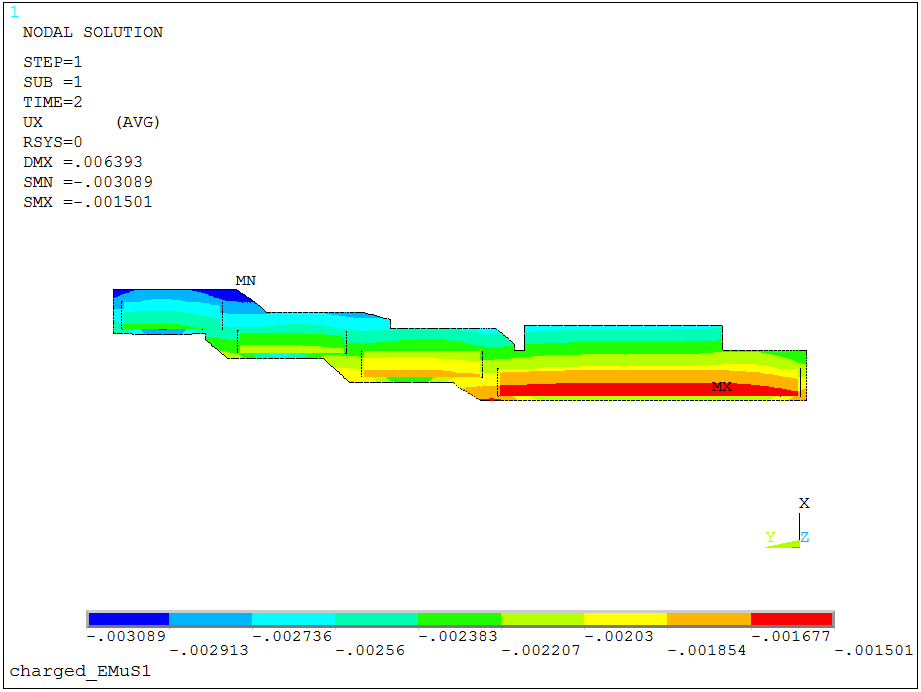 1
NODAL SOLUTION
STEP=1
SUB =1
TIME=2
UX (AVG)
RSYS=0
DMX =.006393
SMN =-.003089
SMX =-.001501
MN
MX
X
Y Z
-.003089 -.002736 -.002383 -.00203 -.001677
-.002913 -.00256 -.002207 -.001854 -.001501
charged_EMuS1